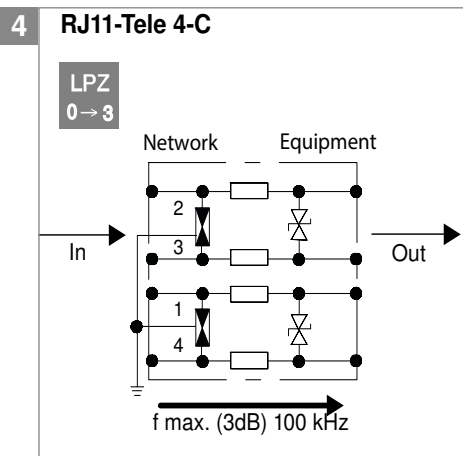 4 RJ11-Tele 4-C
LPZ
0→3
Network Equipment
2
In 3 Out
1
4
f max. (3dB) 100 kHz